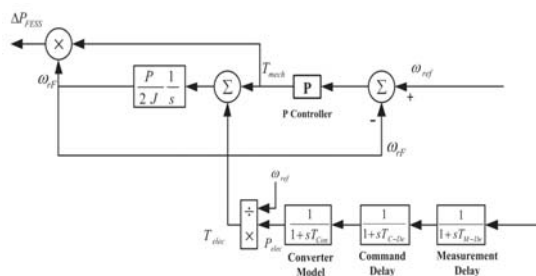 ΔP_FESS
×
ω_rF
P
2 J
1
s
Σ
T_mech
P
P Controller
Σ
ω_ref
+
-
ω_rF
ω_ref
÷
×
T_elec
P_elec
1
1+sT_Con
Converter
Model
1
1+sT_C-De
Command
Delay
1
1+sT_M-De
Measurement
Delay